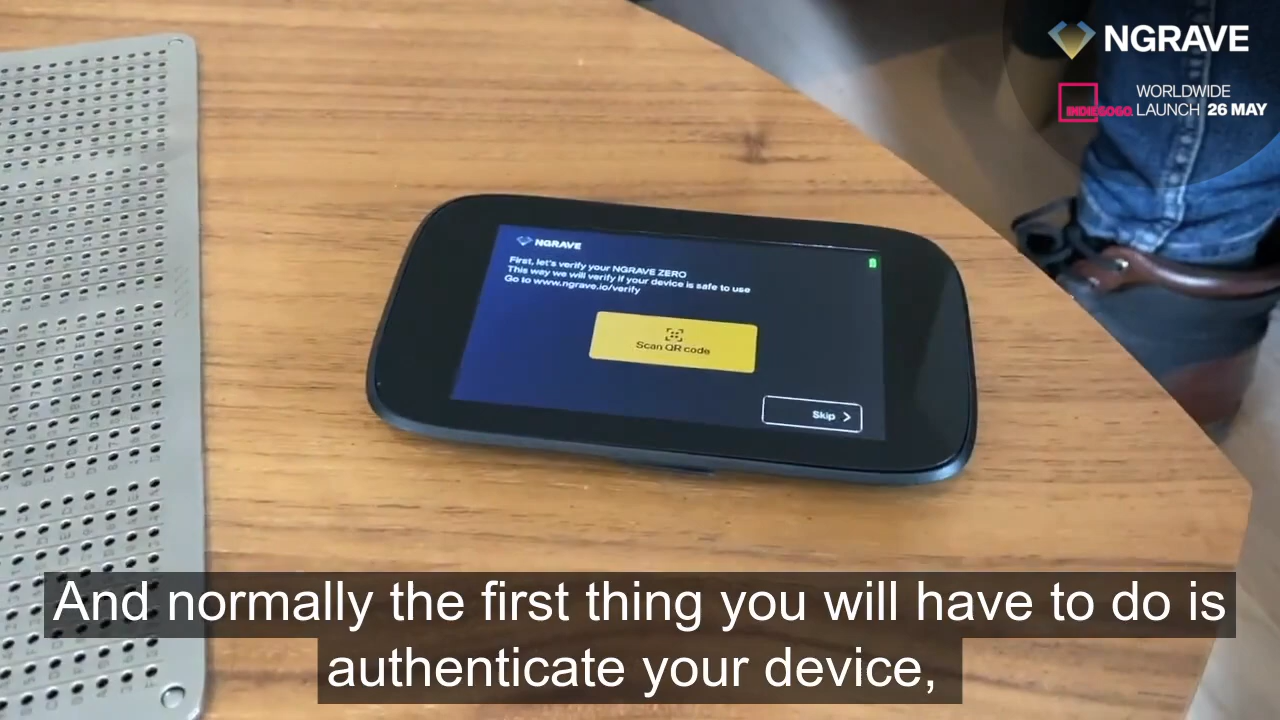 NGRAVE
INDIEGOGO
WORLDWIDE
LAUNCH 26 MAY
NGRAVE
First, let's verify your NGRAVE ZERO
This way we will verify if your device is safe to use
Go to www.ngrave.io/verify
Scan QR code
Skip
And normally the first thing you will have to do is
authenticate your device,